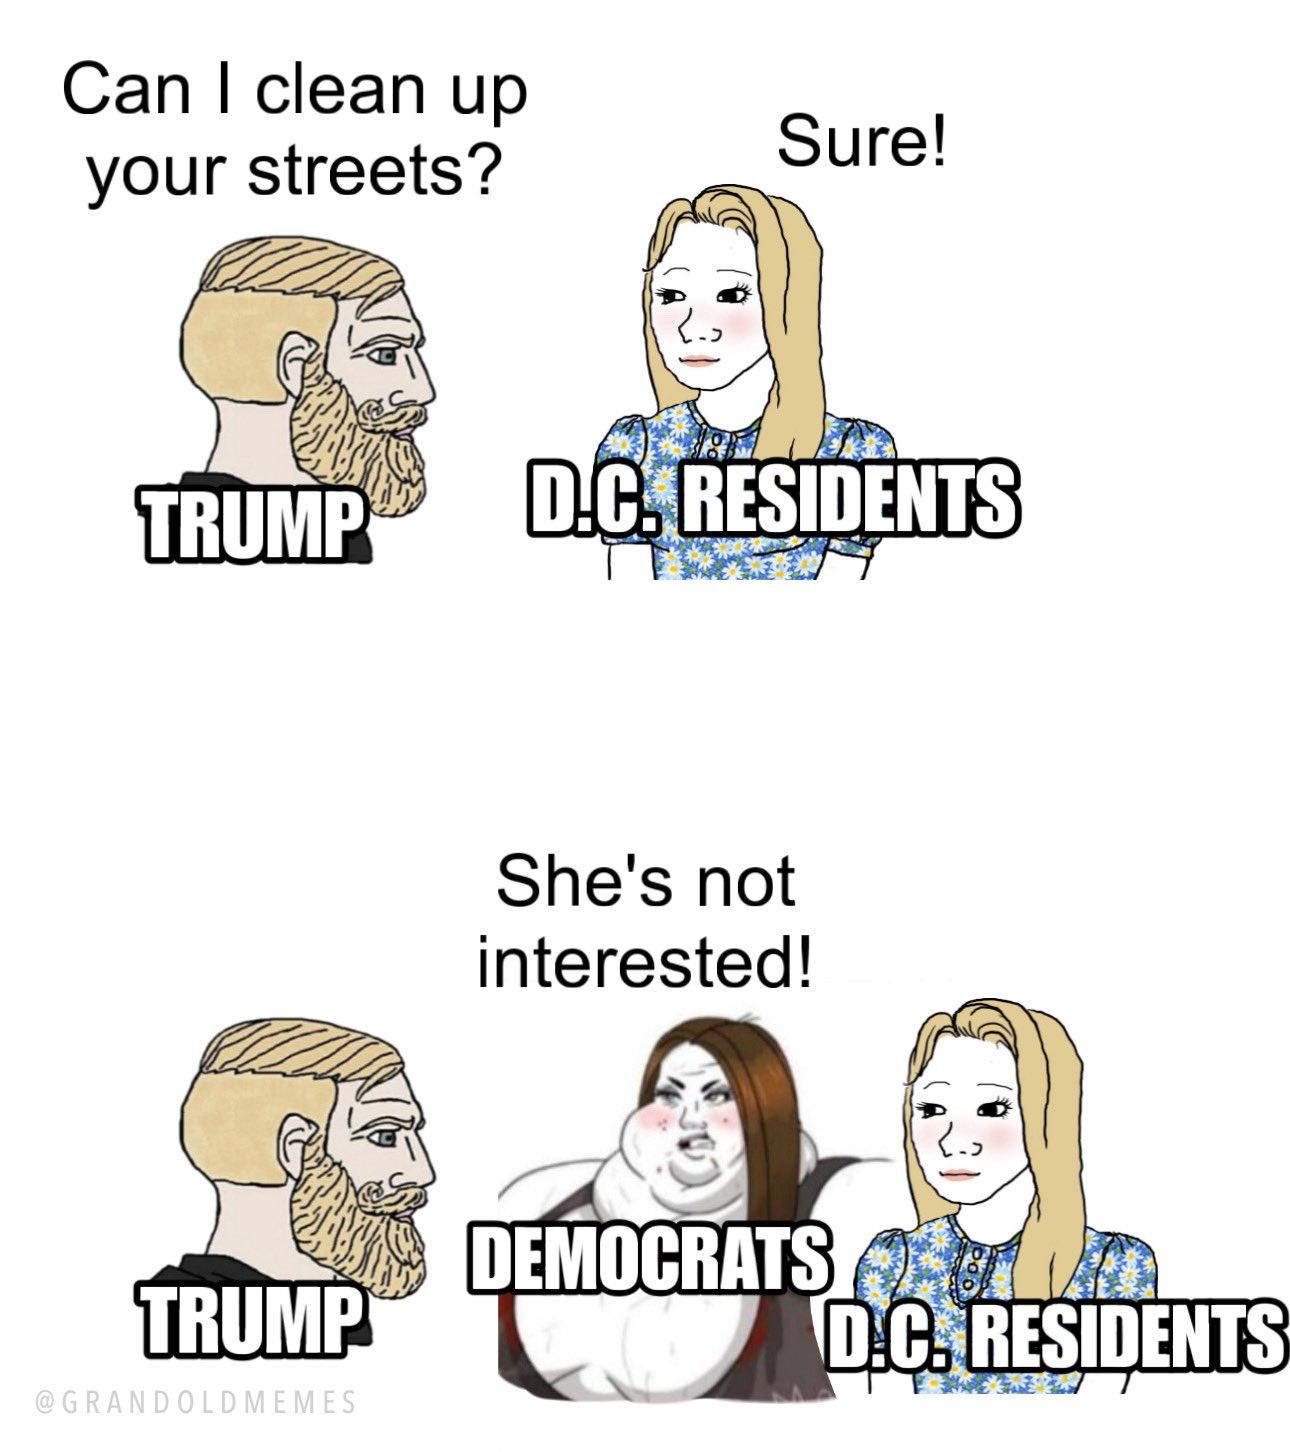 Can I clean up
your streets?
Sure!
TRUMP
D.C. RESIDENTS
She's not
interested!
TRUMP
DEMOCRATS
D.C. RESIDENTS
@GRANDOLDMEMES